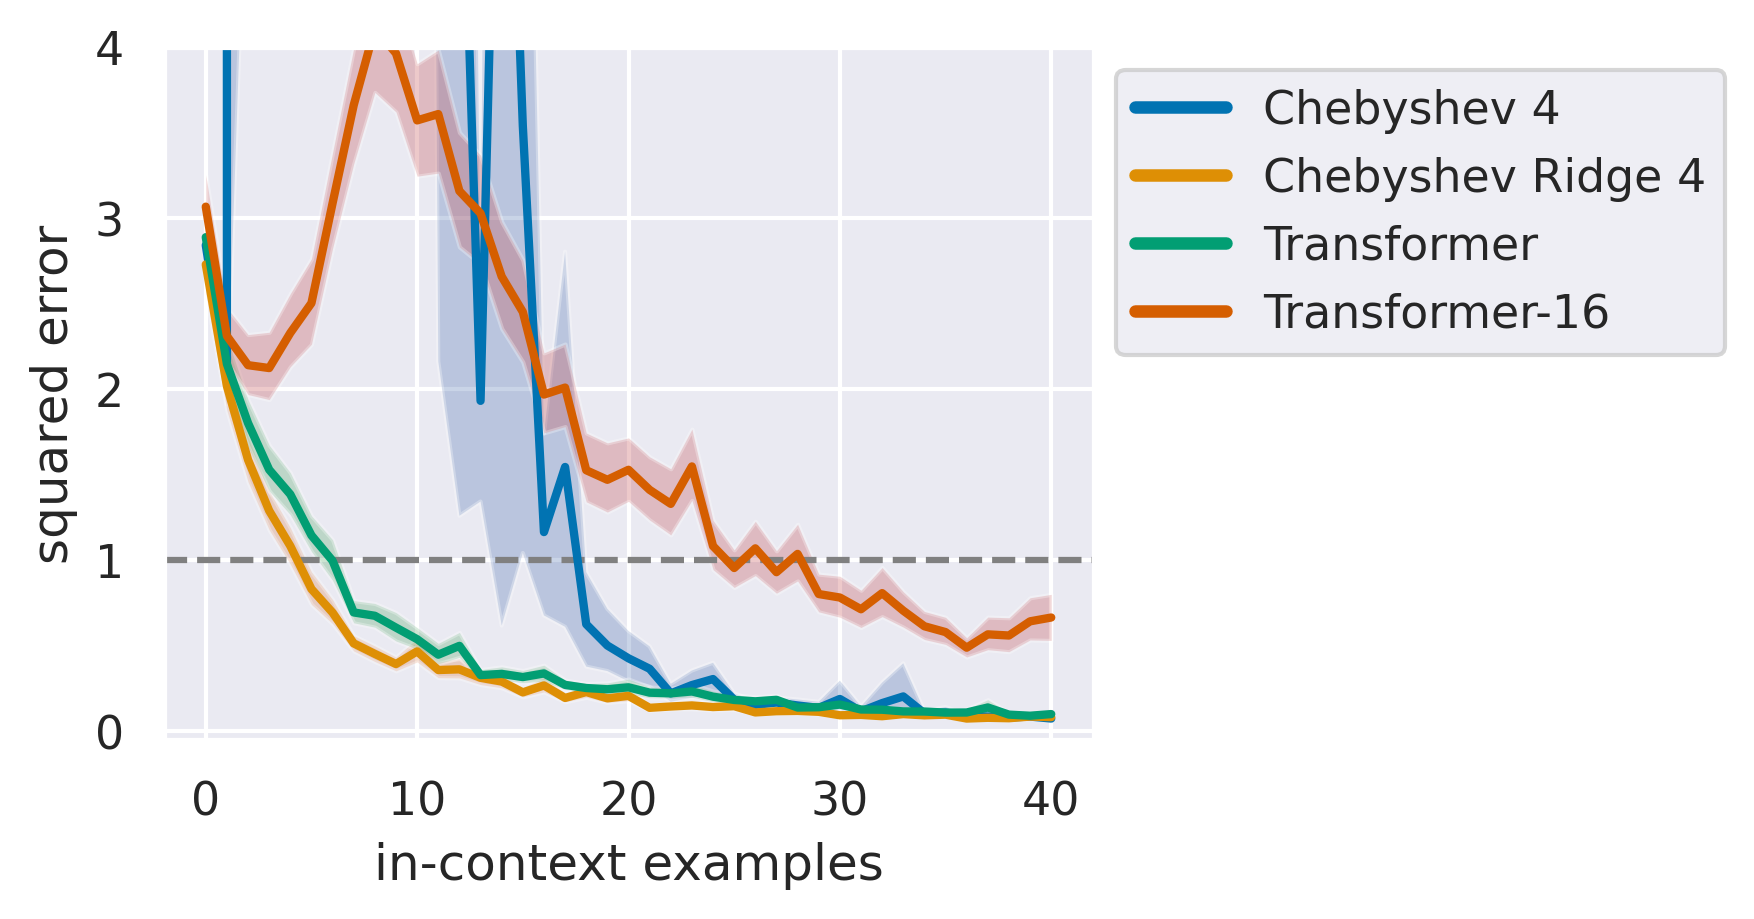 4
3
2
1
0
squared error
0 10 20 30 40
in-context examples
Chebyshev 4
Chebyshev Ridge 4
Transformer
Transformer-16